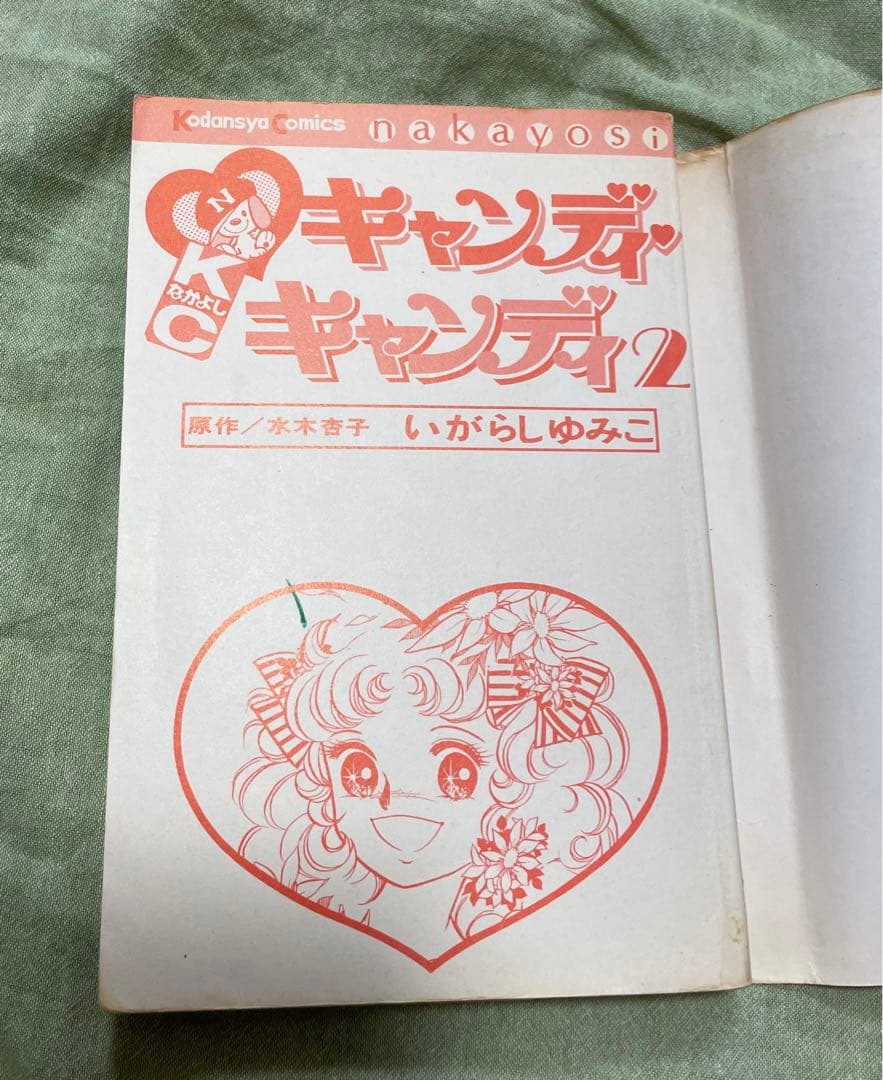 Kodansya Comics nakayosi
N
K
なかよし
C
キャンディ♥
キャンディ2
原作/水木杏子 いがらしゆみこ